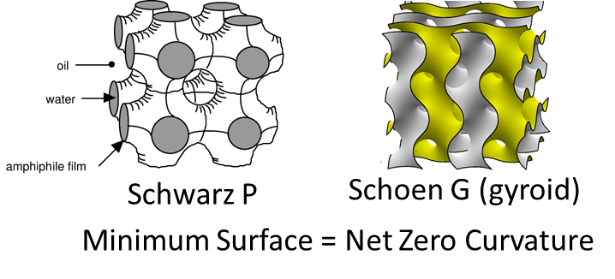 oil
water
amphiphile film
Schwarz P
Schoen G (gyroid)
Minimum Surface = Net Zero Curvature